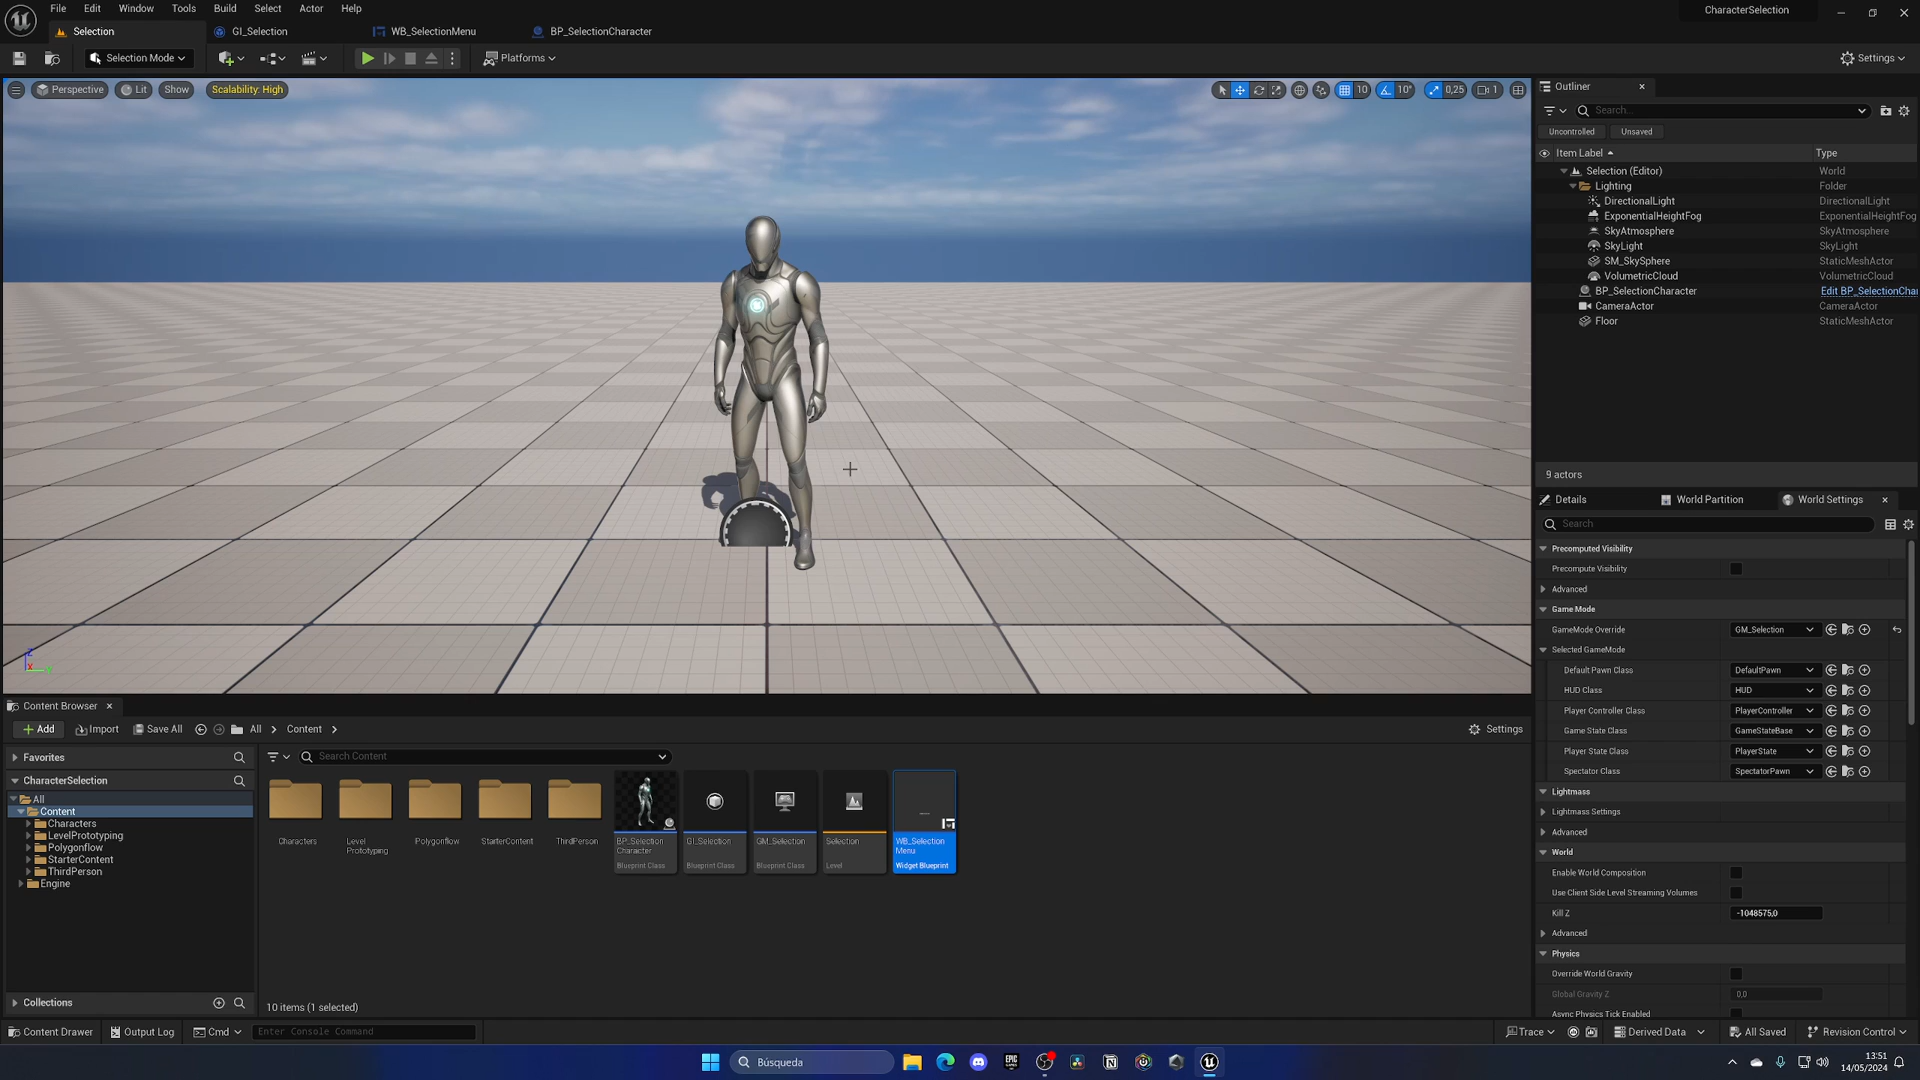 File Edit Window Tools Build Select Actor Help
CharacterSelection
Selection GI_Selection WB_SelectionMenu BP_SelectionCharacter
Selection Mode Platforms Settings
Perspective Lit Show Scalability: High 10 10° 0,25 1
Outliner
Search...
Uncontrolled Unsaved
Item Label Type
Selection (Editor) World
Lighting Folder
DirectionalLight DirectionalLight
ExponentialHeightFog ExponentialHeightFog
SkyAtmosphere SkyAtmosphere
SkyLight SkyLight
SM_SkySphere StaticMeshActor
VolumetricCloud VolumetricCloud
BP_SelectionCharacter Edit BP_SelectionChar
CameraActor CameraActor
Floor StaticMeshActor
9 actors
Details World Partition World Settings
Search
Precomputed Visibility
Precompute Visibility
Advanced
Game Mode
GameMode Override GM_Selection
Selected GameMode
Default Pawn Class DefaultPawn
HUD Class HUD
Player Controller Class PlayerController
Game State Class GameStateBase
Player State Class PlayerState
Spectator Class SpectatorPawn
Lightmass
Lightmass Settings
Advanced
World
Enable World Composition
Use Client Side Level Streaming Volumes
Kill Z -1048575,0
Advanced
Physics
Override World Gravity
Global Gravity Z 0,0
Async Physics Tick Enabled
Z X Y
Content Browser
Add Import Save All All Content Settings
Favorites
Search Content
CharacterSelection
All
Content
Characters
LevelPrototyping
Polygonflow
StarterContent
ThirdPerson
Engine
Collections
Characters
Level Prototyping
Polygonflow
StarterContent
ThirdPerson
BP_Selection Character
Blueprint Class
GI_Selection
Blueprint Class
GM_Selection
Blueprint Class
Selection
Level
WB_Selection Menu
Widget Blueprint
10 items (1 selected)
Content Drawer Output Log Cmd Enter Console Command Trace Derived Data All Saved Revision Control
Búsqueda
EPIC GAMES
13:51
14/05/2024